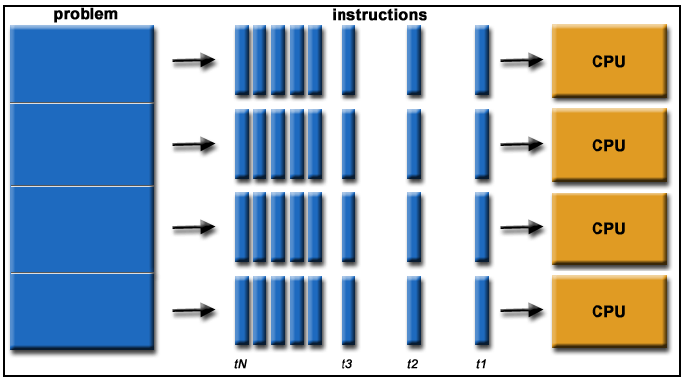 problem
instructions
CPU
CPU
CPU
CPU
tN t3 t2 t1